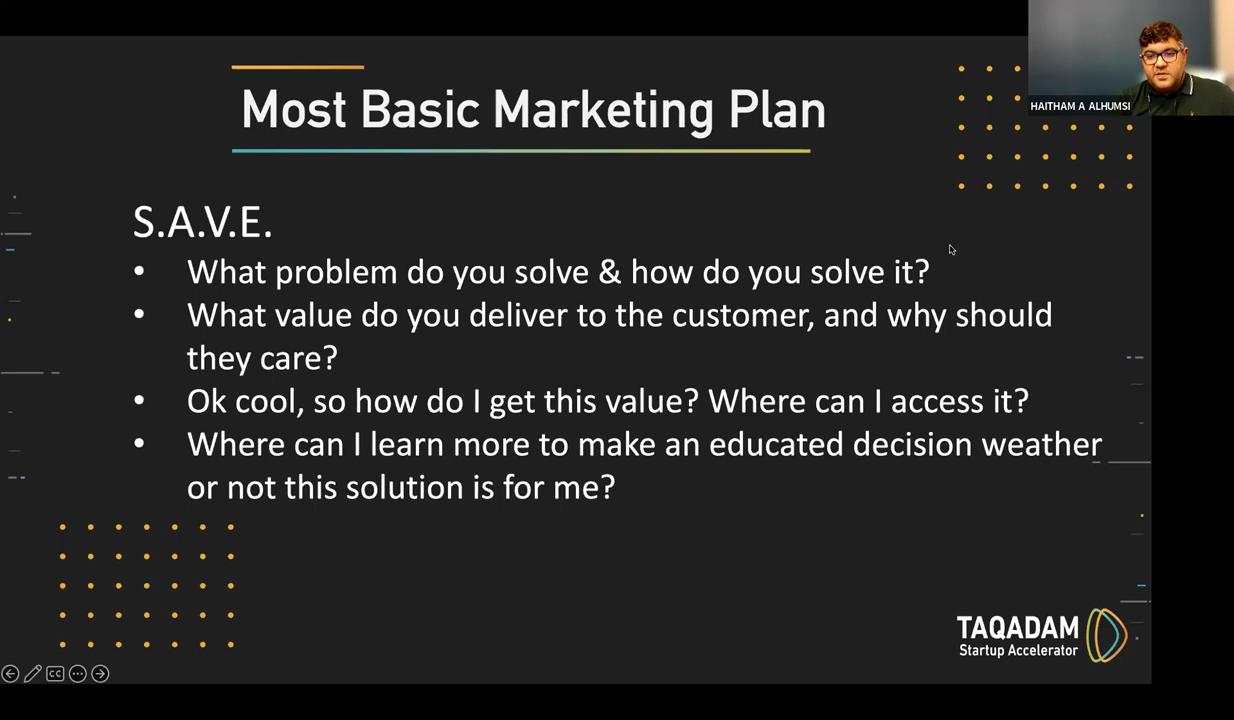 HAITHAM A ALHUMSI
Most Basic Marketing Plan
S.A.V.E.
• What problem do you solve & how do you solve it?
• What value do you deliver to the customer, and why should
they care?
• Ok cool, so how do I get this value? Where can I access it?
• Where can I learn more to make an educated decision weather
or not this solution is for me?
TAQADAM
Startup Accelerator
CC